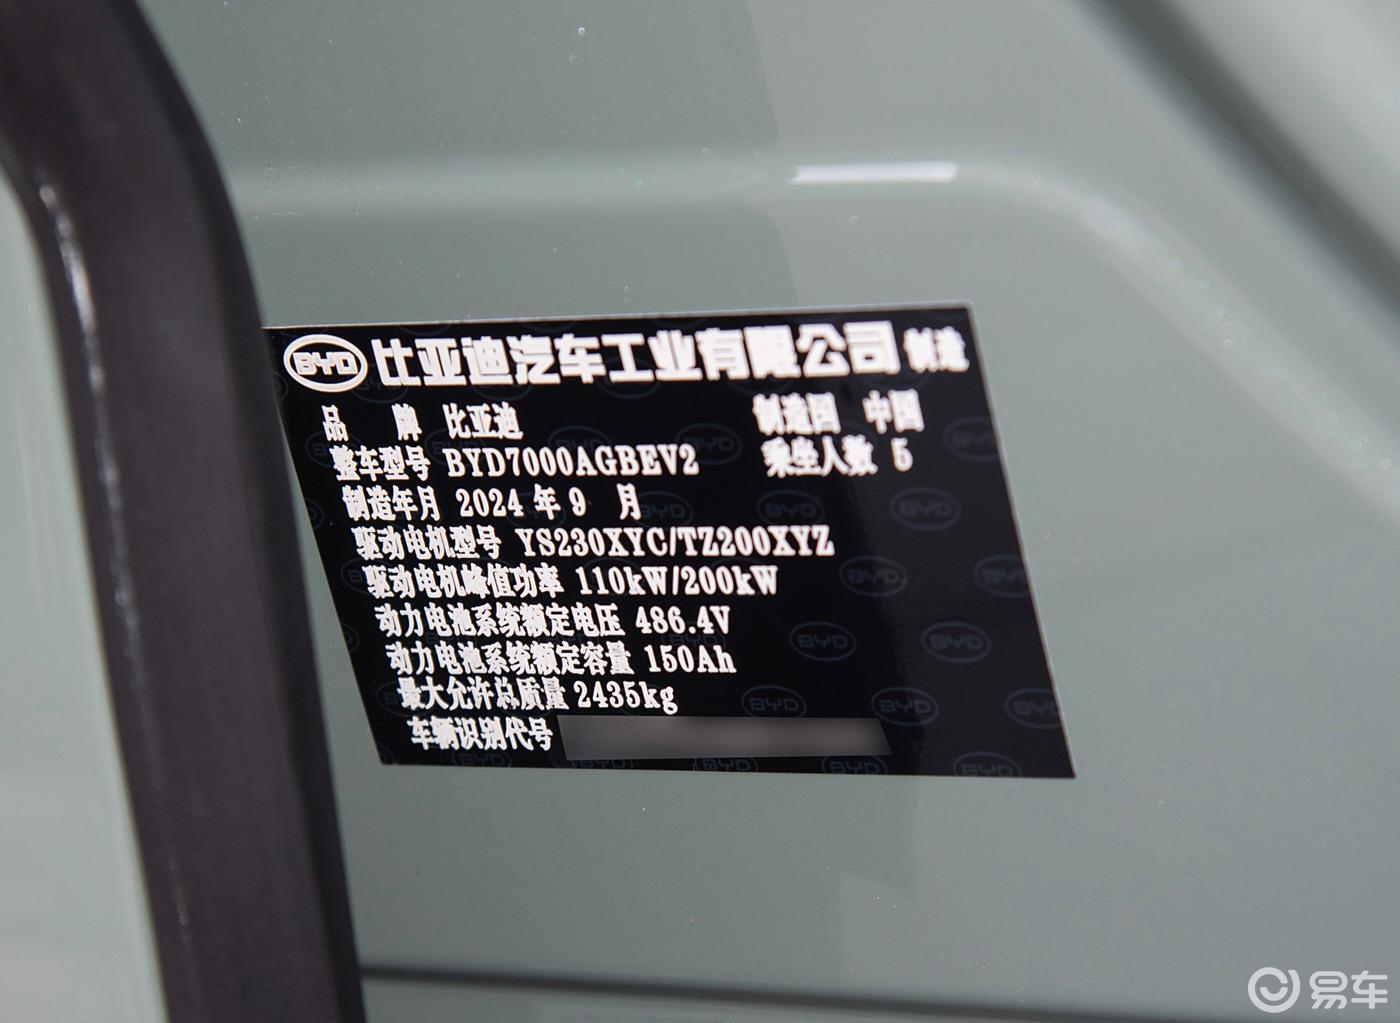 BYD 比亚迪汽车工业有限公司 制造
品 牌 比亚迪 制造国 中国
整车型号 BYD7000AGBEV2 乘坐人数 5
制造年月 2024 年 9 月
驱动电机型号 YS230XYC/TZ200XYZ
驱动电机峰值功率 110kW/200kW
动力电池系统额定电压 486.4V
动力电池系统额定容量 150Ah
最大允许总质量 2435kg
车辆识别代号
易车